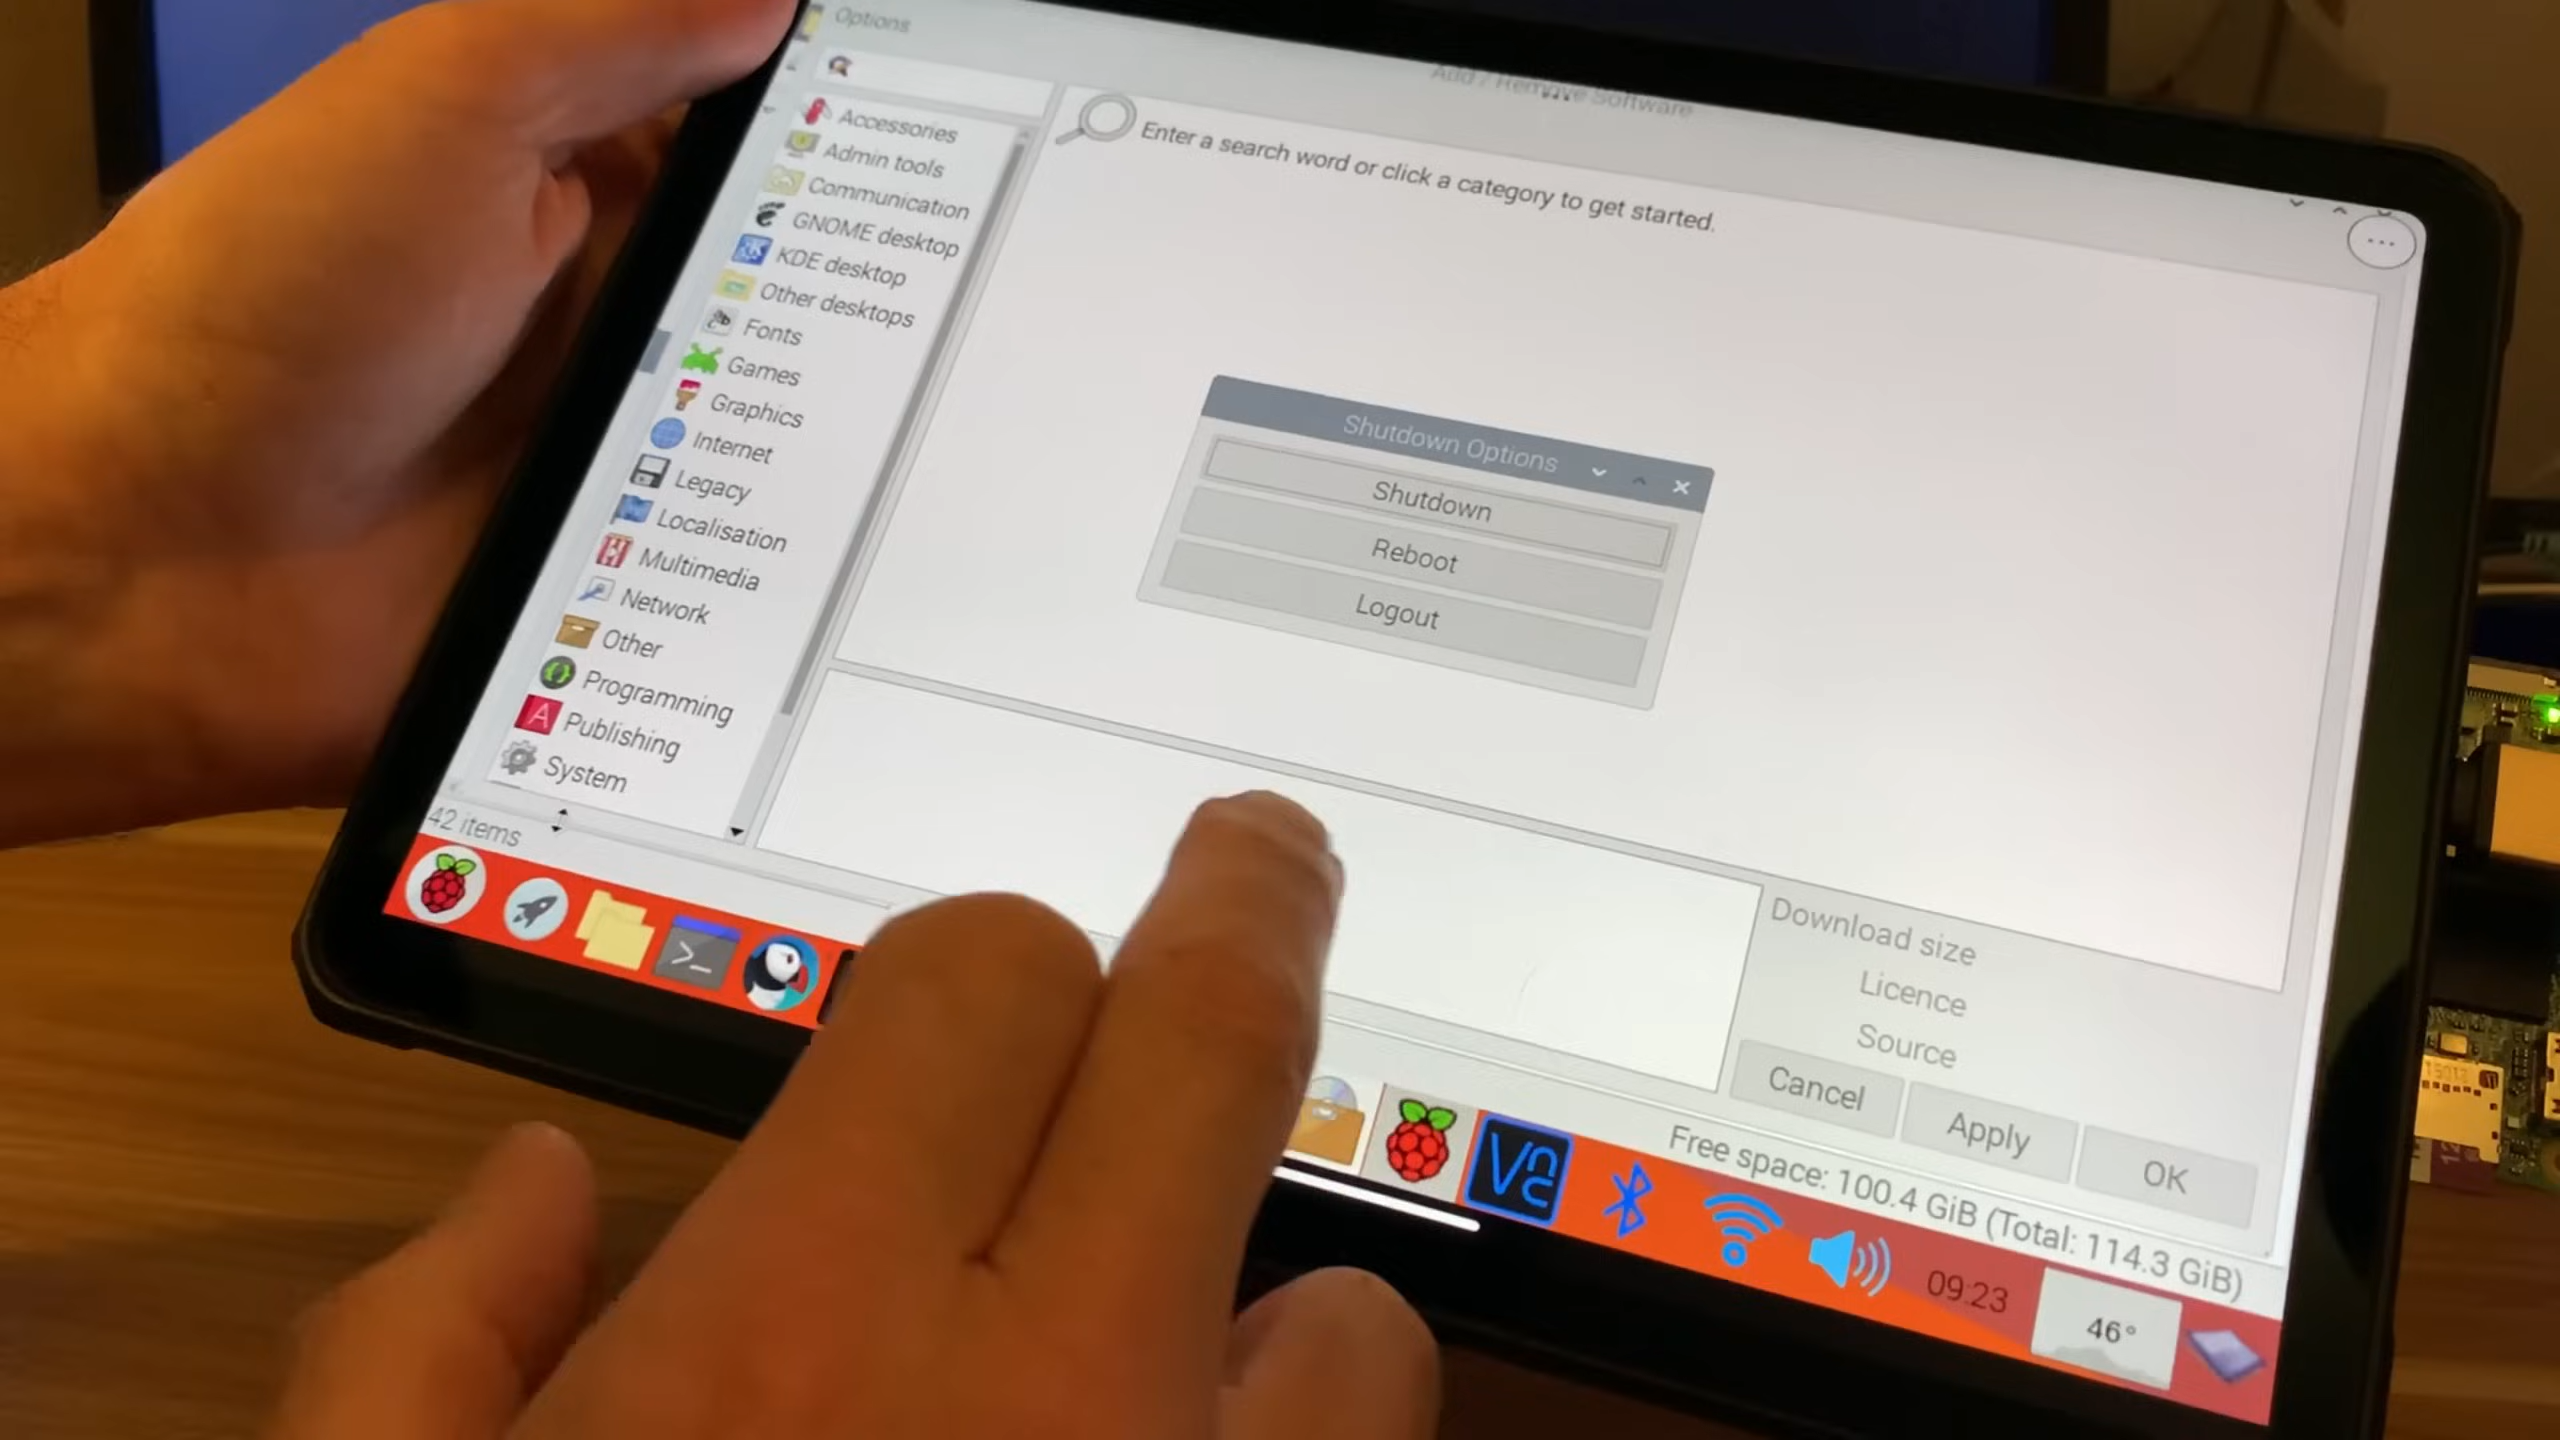 Options
Add / Remove Software
Enter a search word or click a category to get started.
Accessories
Admin tools
Communication
GNOME desktop
KDE desktop
Other desktops
Fonts
Games
Graphics
Internet
Legacy
Localisation
Multimedia
Network
Other
Programming
Publishing
System
Shutdown Options
Shutdown
Reboot
Logout
Download size
Licence
Source
Cancel
Apply
OK
42 items
Free space: 100.4 GiB (Total: 114.3 GiB)
>_
Vnc
09:23
46°